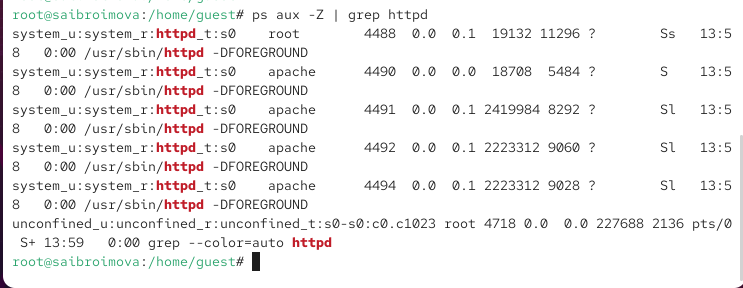 root@saibroimova:/home/guest# ps aux -Z | grep httpd
system_u:system_r:httpd_t:s0    root        4488  0.0  0.1  19132 11296 ?        Ss   13:5
8   0:00 /usr/sbin/httpd -DFOREGROUND
system_u:system_r:httpd_t:s0    apache      4490  0.0  0.0  18708  5484 ?        S    13:5
8   0:00 /usr/sbin/httpd -DFOREGROUND
system_u:system_r:httpd_t:s0    apache      4491  0.0  0.1 2419984 8292 ?        Sl   13:5
8   0:00 /usr/sbin/httpd -DFOREGROUND
system_u:system_r:httpd_t:s0    apache      4492  0.0  0.1 2223312 9060 ?        Sl   13:5
8   0:00 /usr/sbin/httpd -DFOREGROUND
system_u:system_r:httpd_t:s0    apache      4494  0.0  0.1 2223312 9028 ?        Sl   13:5
8   0:00 /usr/sbin/httpd -DFOREGROUND
unconfined_u:unconfined_r:unconfined_t:s0-s0:c0.c1023 root 4718 0.0  0.0 227688 2136 pts/0
 S+ 13:59   0:00 grep --color=auto httpd
root@saibroimova:/home/guest#